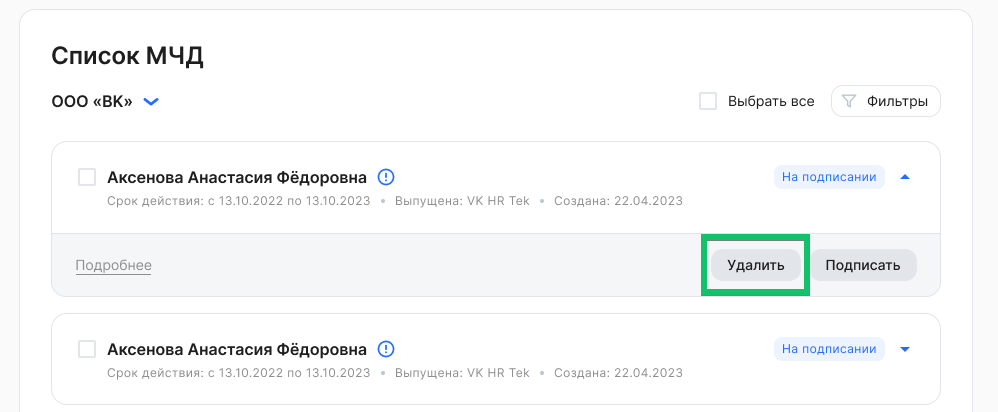 Список МЧД
ООО «ВК»
Выбрать все
Фильтры
Аксенова Анастасия Фёдоровна
На подписании
Срок действия: с 13.10.2022 по 13.10.2023 • Выпущена: VK HR Tek • Создана: 22.04.2023
Подробнее
Удалить
Подписать
Аксенова Анастасия Фёдоровна
На подписании
Срок действия: с 13.10.2022 по 13.10.2023 • Выпущена: VK HR Tek • Создана: 22.04.2023